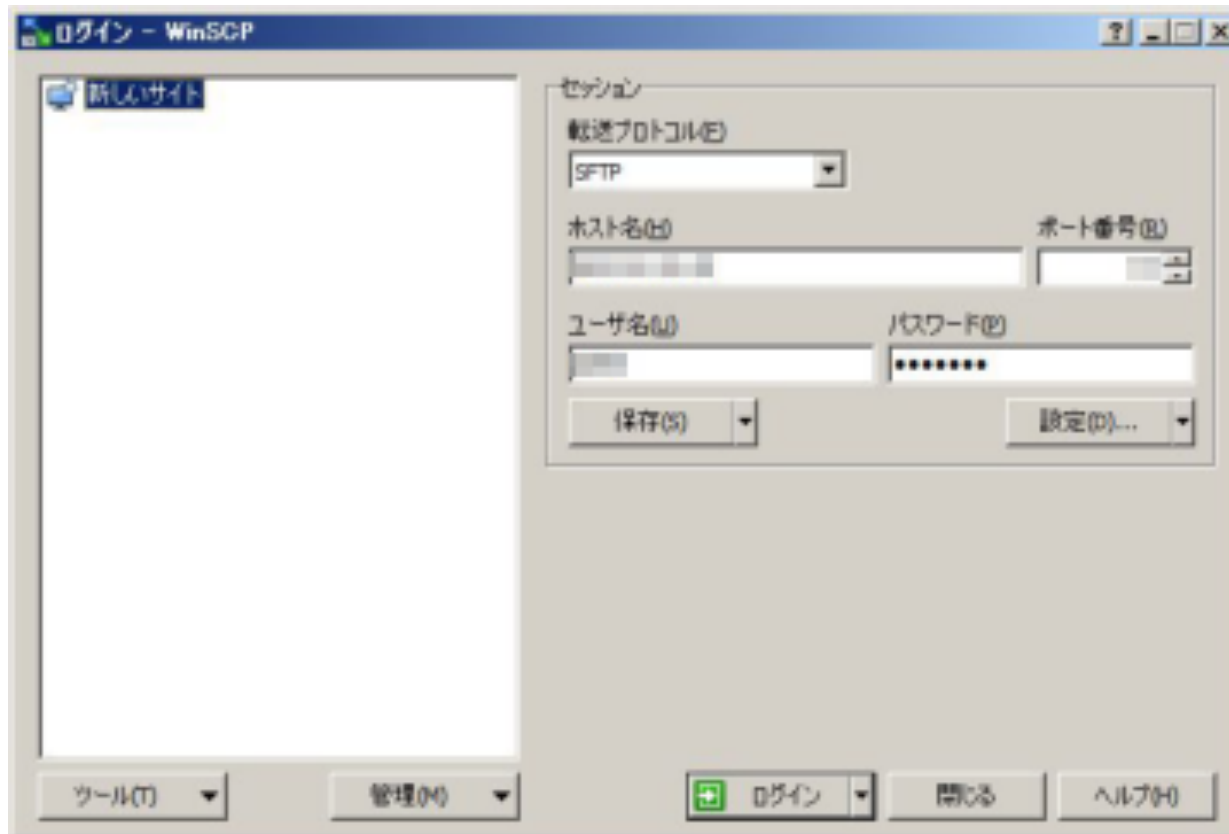 ログイン - WinSCP
新しいサイト
セッション
転送プロトコル(F)
SFTP
ホスト名(H)
ポート番号(R)
ユーザ名(U)
パスワード(P)
•••••••
保存(S)
設定(D)...
ツール(T)
管理(M)
ログイン
閉じる
ヘルプ(H)